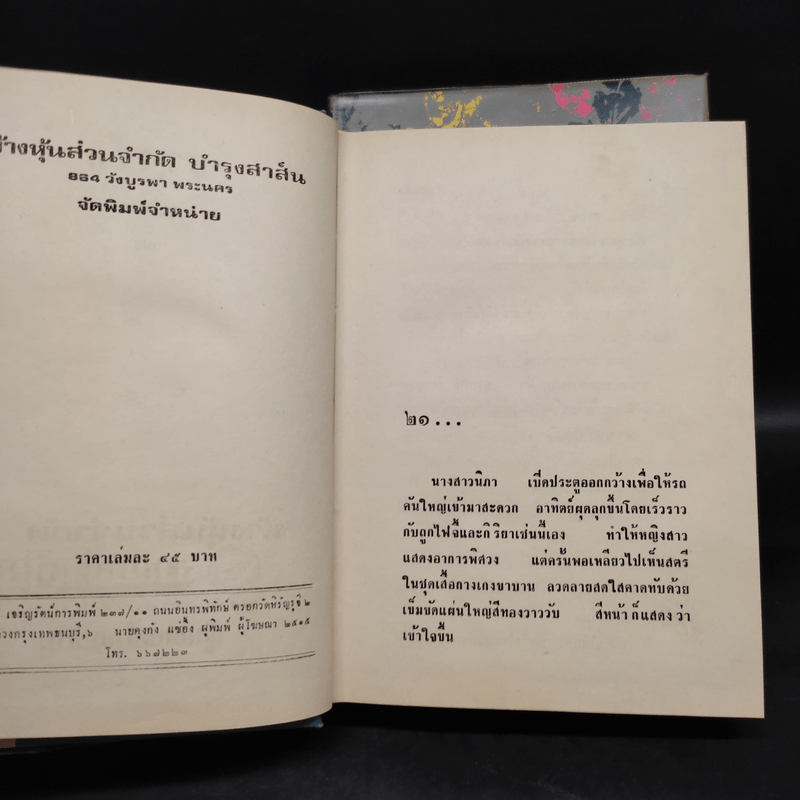 ้างหุ้นส่วนจำกัด บำรุงสาส์น
๘๖๔ วังบูรพา พระนคร
จัดพิมพ์จำหน่าย
ราคาเล่มละ ๔๕ บาท
เจริญรัตน์การพิมพ์ ๒๓๗/๑๑ ถนนอินทรพิทักษ์ ตรอกวัดหิรัญรูจี ๒
วงกรุงเทพธนบุรี,๖ นายคุงกัง แซ่อึ้ง ผู้พิมพ์ ผู้โฆษณา ๒๕๑๕
โทร. ๖๖๗๒๒๓
๒๑...
นางสาวนิภา เปิดประตูออกกว้างเพื่อให้รถ
คันใหญ่เข้ามาสะดวก อาทิตย์ผุดลุกขึ้นโดยเร็วราว
กับถูกไฟจี้และกิริยาเช่นนี้เอง ทำให้หญิงสาว
แสดงอาการพิศวง แต่ครั้นพอเหลียวไปเห็นสตรี
ในชุดเสื้อกางเกงขาบาน ลวดลายสดใสคาดทับด้วย
เข็มขัดแผ่นใหญ่สีทองวาววับ สีหน้าก็แสดงว่า
เข้าใจขึ้น